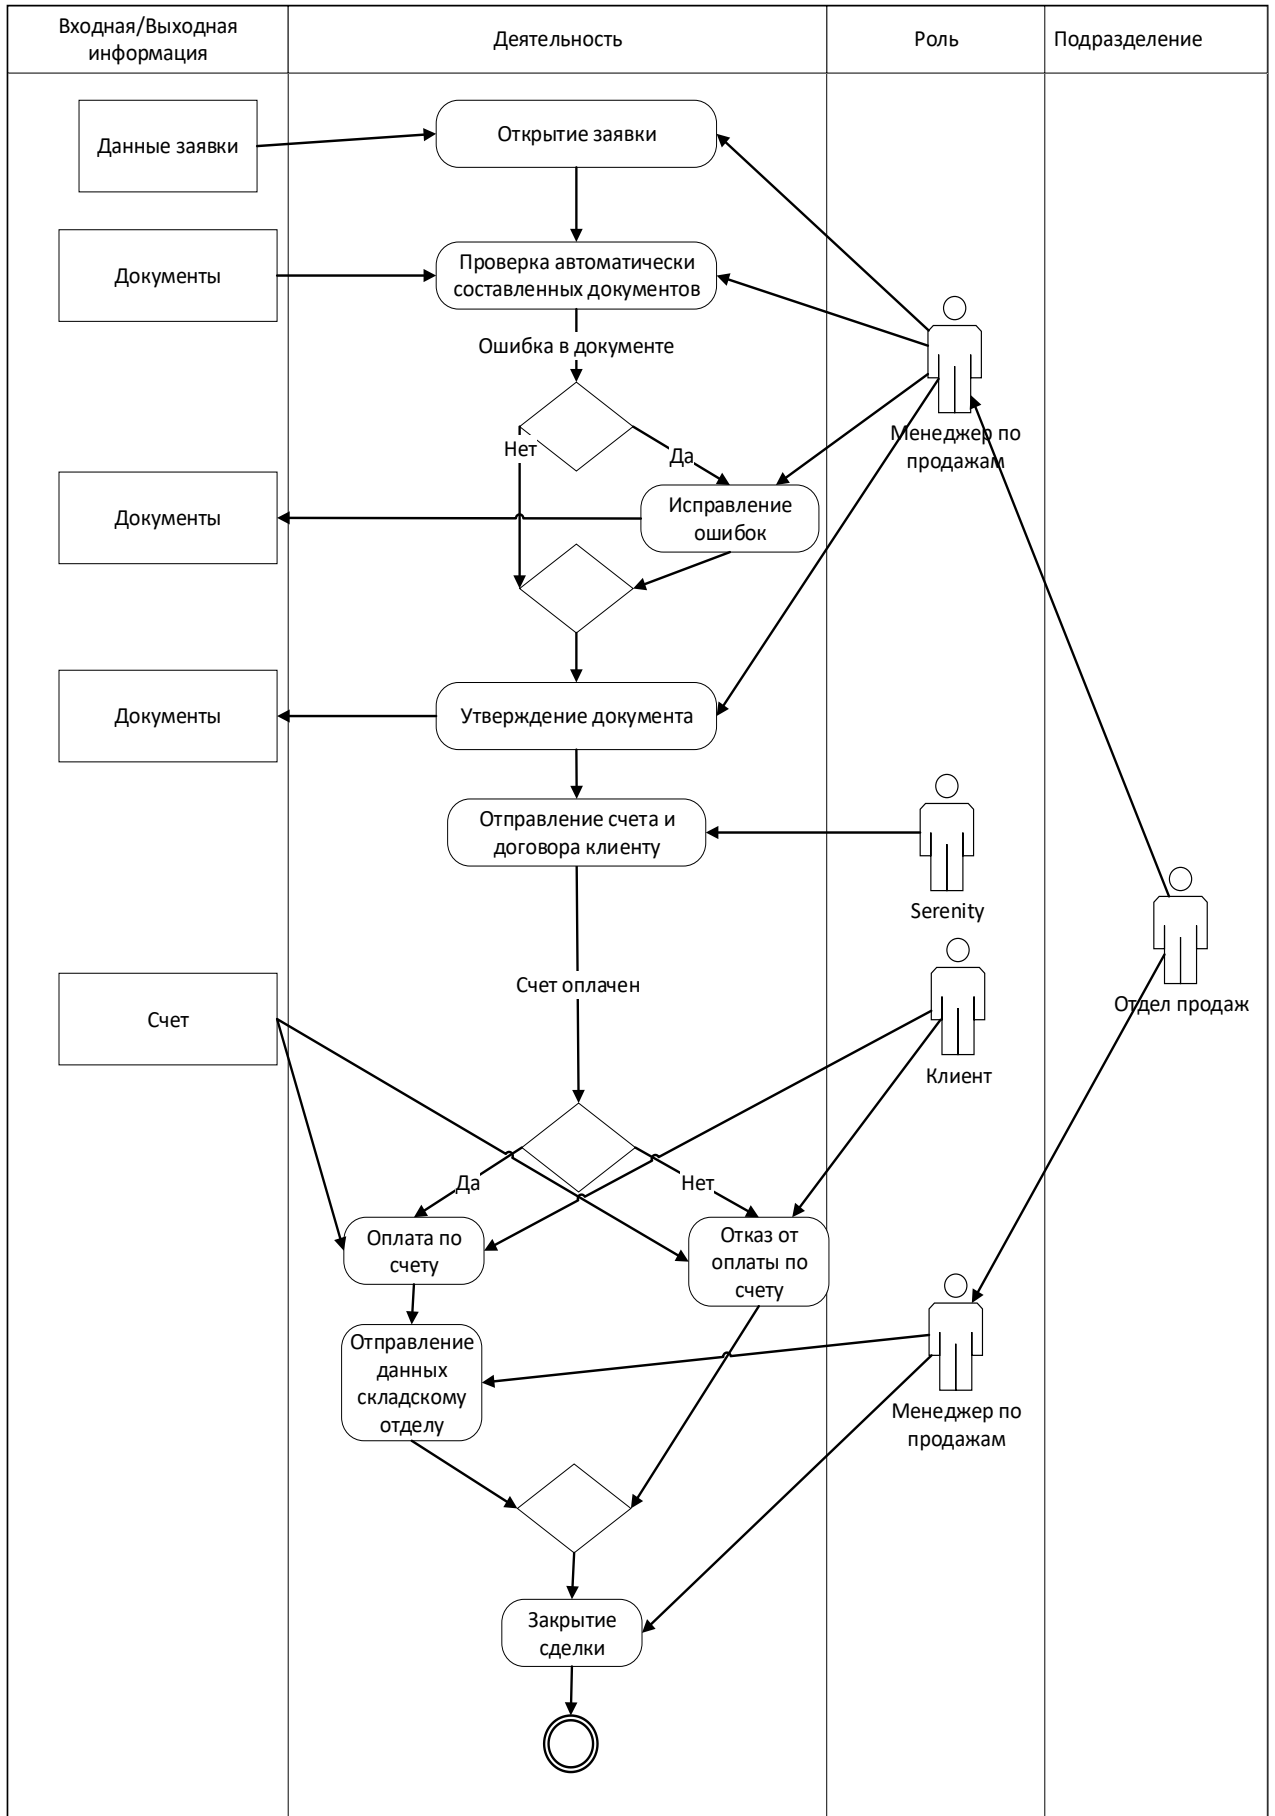 Входная/Выходная
информация
Деятельность
Роль
Подразделение
Данные заявки
Открытие заявки
Документы
Проверка автоматически
составленных документов
Ошибка в документе
Нет
Да
Менеджер по
продажам
Документы
Исправление
ошибок
Документы
Утверждение документа
Отправление счета и
договора клиенту
Serenity
Счет оплачен
Счет
Отдел продаж
Клиент
Да
Нет
Оплата по
счету
Отказ от
оплаты по
счету
Отправление
данных
складскому
отделу
Менеджер по
продажам
Закрытие
сделки